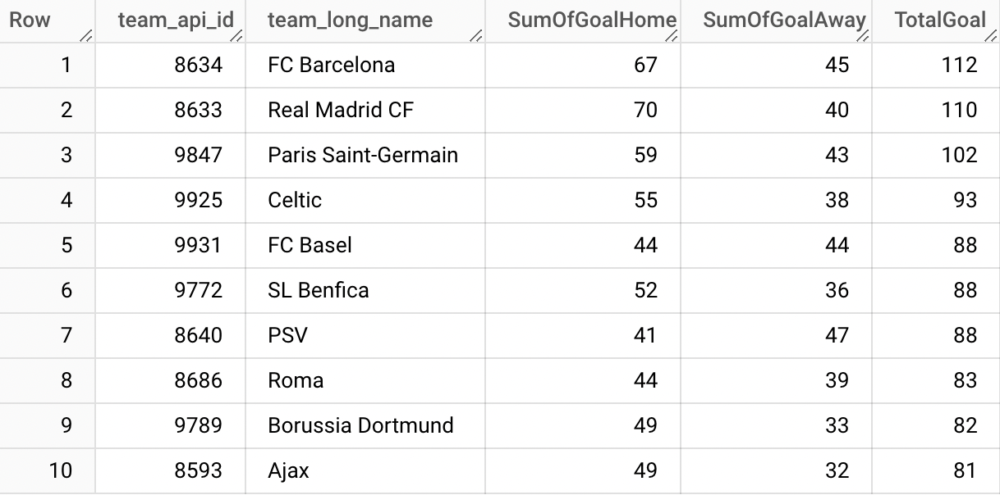 Row team_api_id team_long_name SumOfGoalHome SumOfGoalAway TotalGoal
1 8634 FC Barcelona 67 45 112
2 8633 Real Madrid CF 70 40 110
3 9847 Paris Saint-Germain 59 43 102
4 9925 Celtic 55 38 93
5 9931 FC Basel 44 44 88
6 9772 SL Benfica 52 36 88
7 8640 PSV 41 47 88
8 8686 Roma 44 39 83
9 9789 Borussia Dortmund 49 33 82
10 8593 Ajax 49 32 81